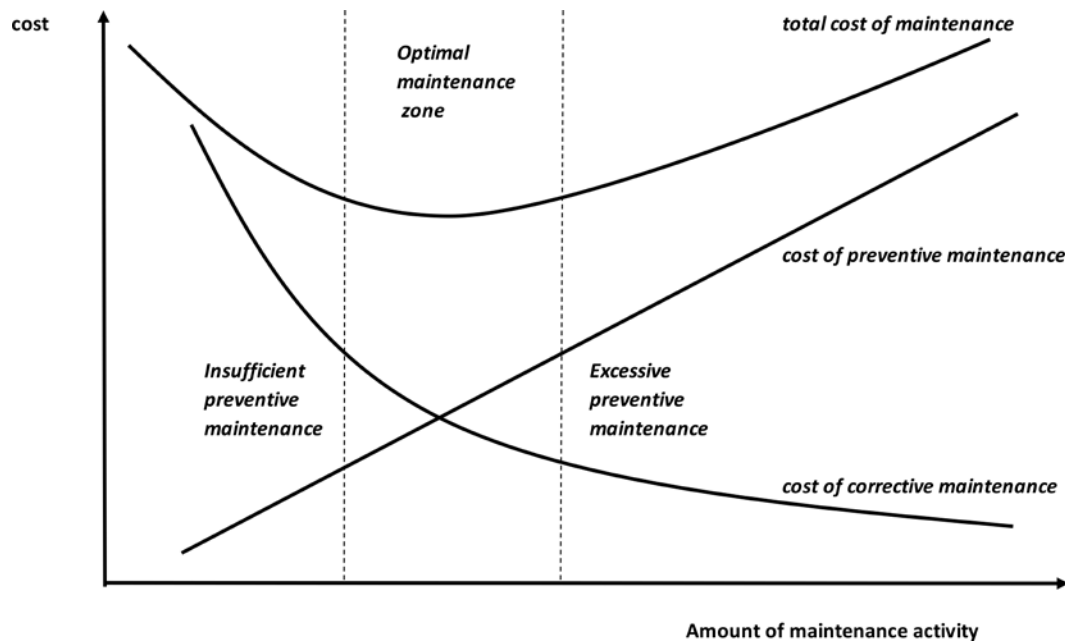 cost
total cost of maintenance
Optimal
maintenance
zone
cost of preventive maintenance
Insufficient
preventive
maintenance
Excessive
preventive
maintenance
cost of corrective maintenance
Amount of maintenance activity